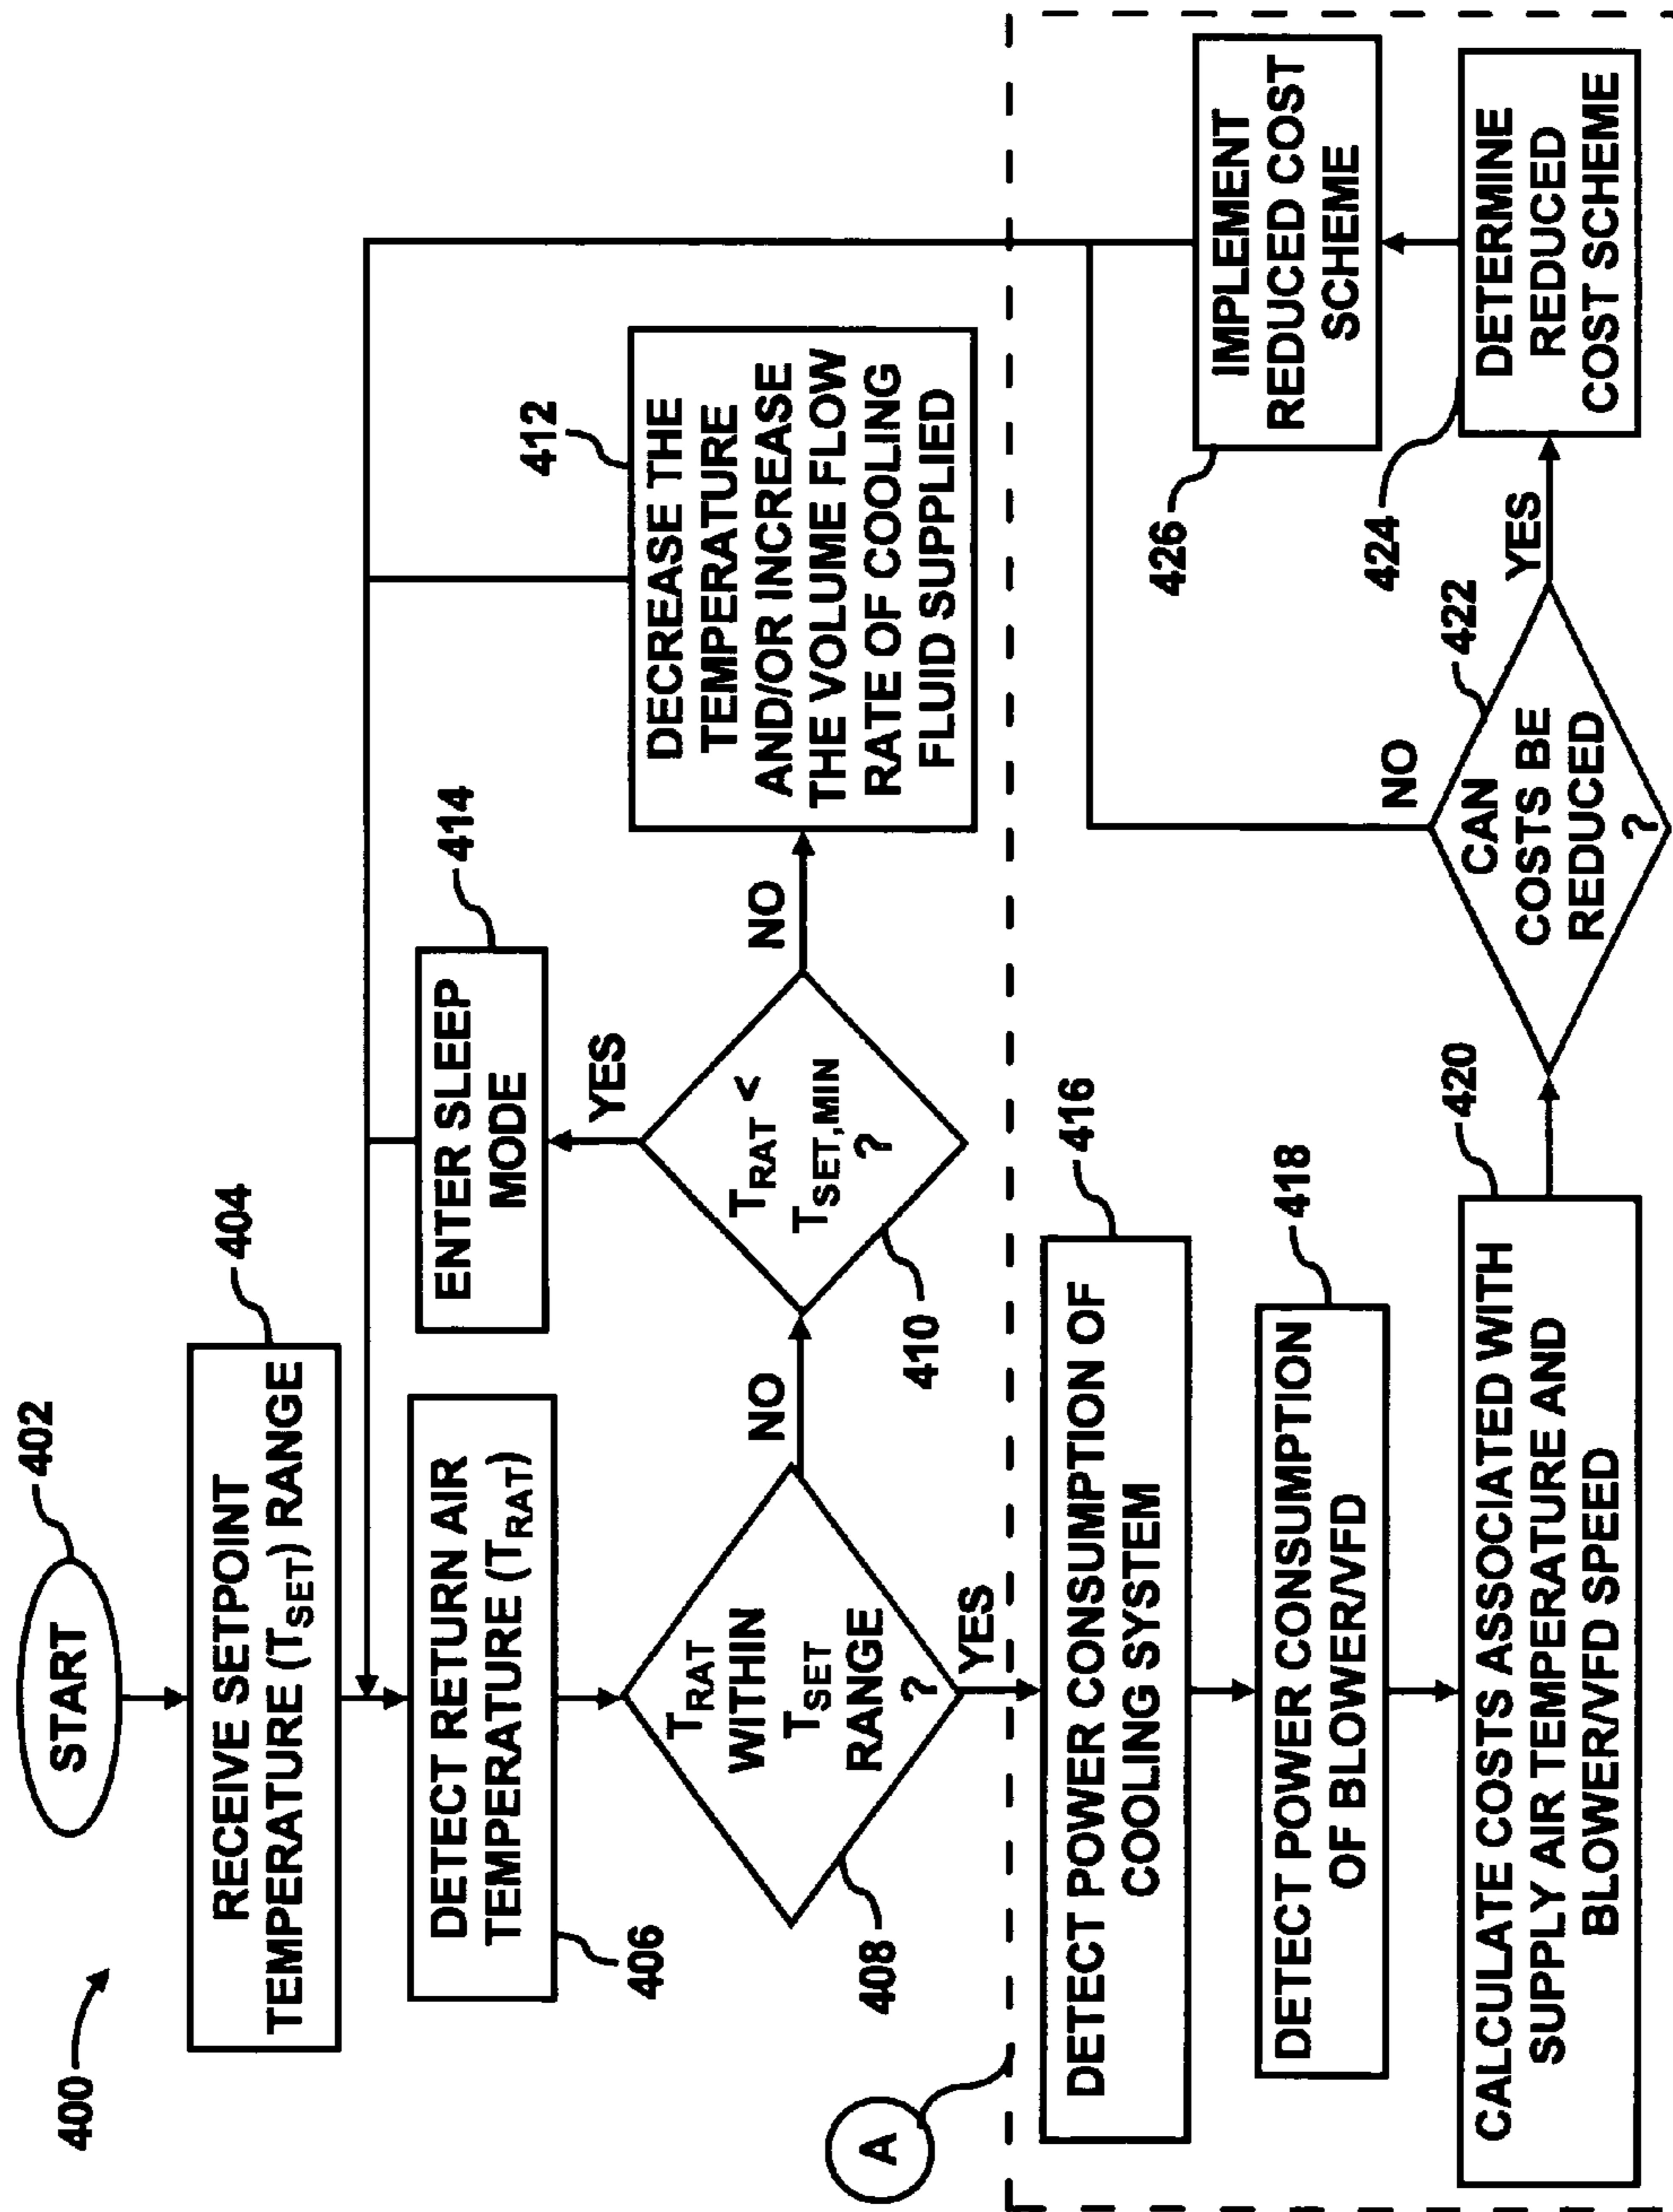 400
START
402
RECEIVE SETPOINT
TEMPERATURE (TSET) RANGE
404
DETECT RETURN AIR
TEMPERATURE (TRAT)
406
TRAT
WITHIN
TSET
RANGE
?
408
NO
YES
TRAT <
TSET,MIN
?
410
YES
NO
ENTER SLEEP
MODE
414
DECREASE THE
TEMPERATURE
AND/OR INCREASE
THE VOLUME FLOW
RATE OF COOLING
FLUID SUPPLIED
412
A
DETECT POWER CONSUMPTION OF
COOLING SYSTEM
416
DETECT POWER CONSUMPTION
OF BLOWER/VFD
418
CALCULATE COSTS ASSOCIATED WITH
SUPPLY AIR TEMPERATURE AND
BLOWER/VFD SPEED
420
CAN
COSTS BE
REDUCED
?
422
NO
YES
DETERMINE
REDUCED
COST SCHEME
424
IMPLEMENT
REDUCED COST
SCHEME
426